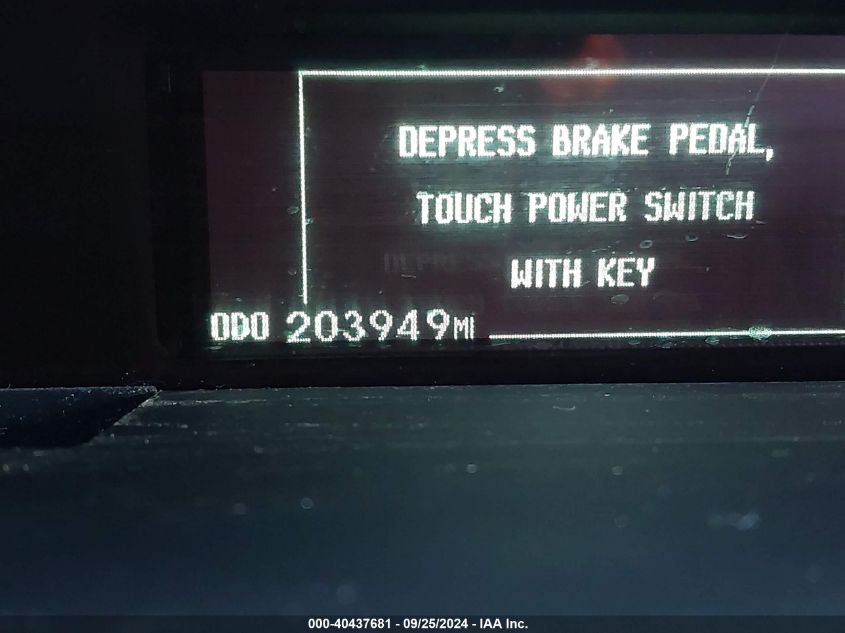 DEPRESS BRAKE PEDAL,
TOUCH POWER SWITCH
WITH KEY
ODO 203949MI
000-40437681 - 09/25/2024 - IAA Inc.